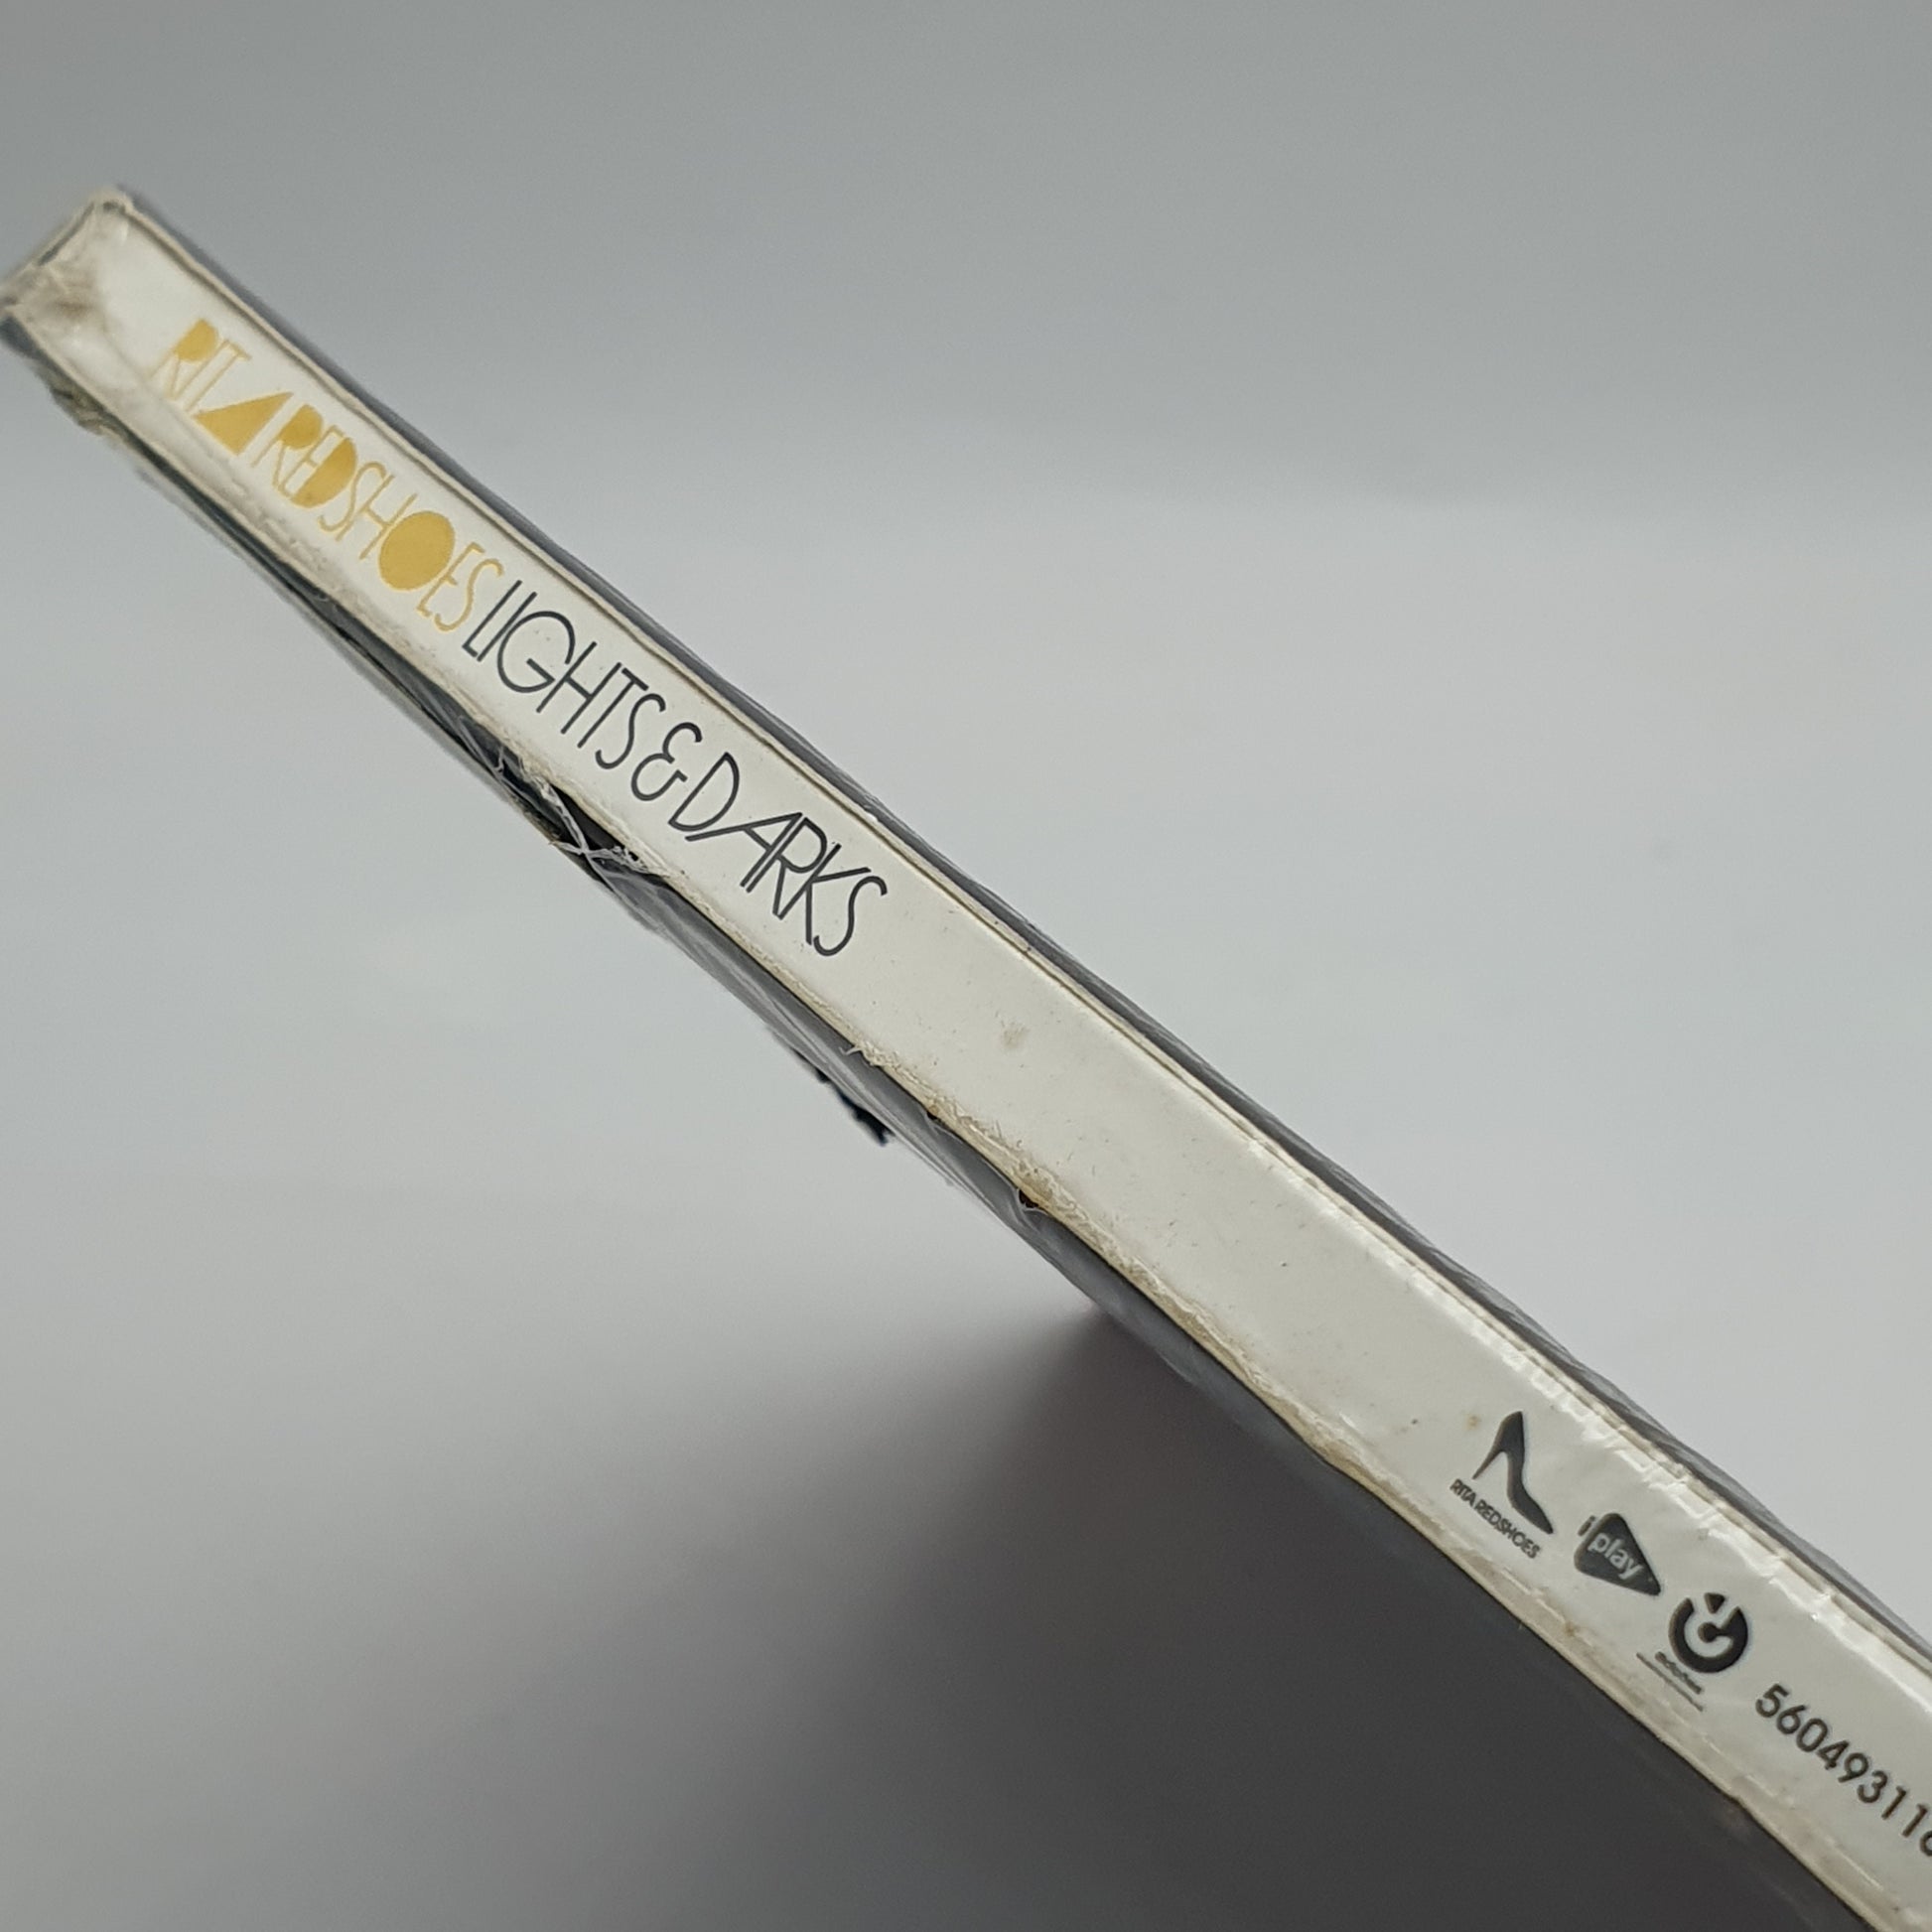 RITA REDSHOES LIGHTS & DARKS
RITA REDSHOES
i play
560493116